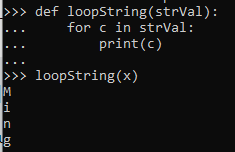 >>> def loopString(strVal):
...     for c in strVal:
...         print(c)
...
>>> loopString(x)
M
i
n
g